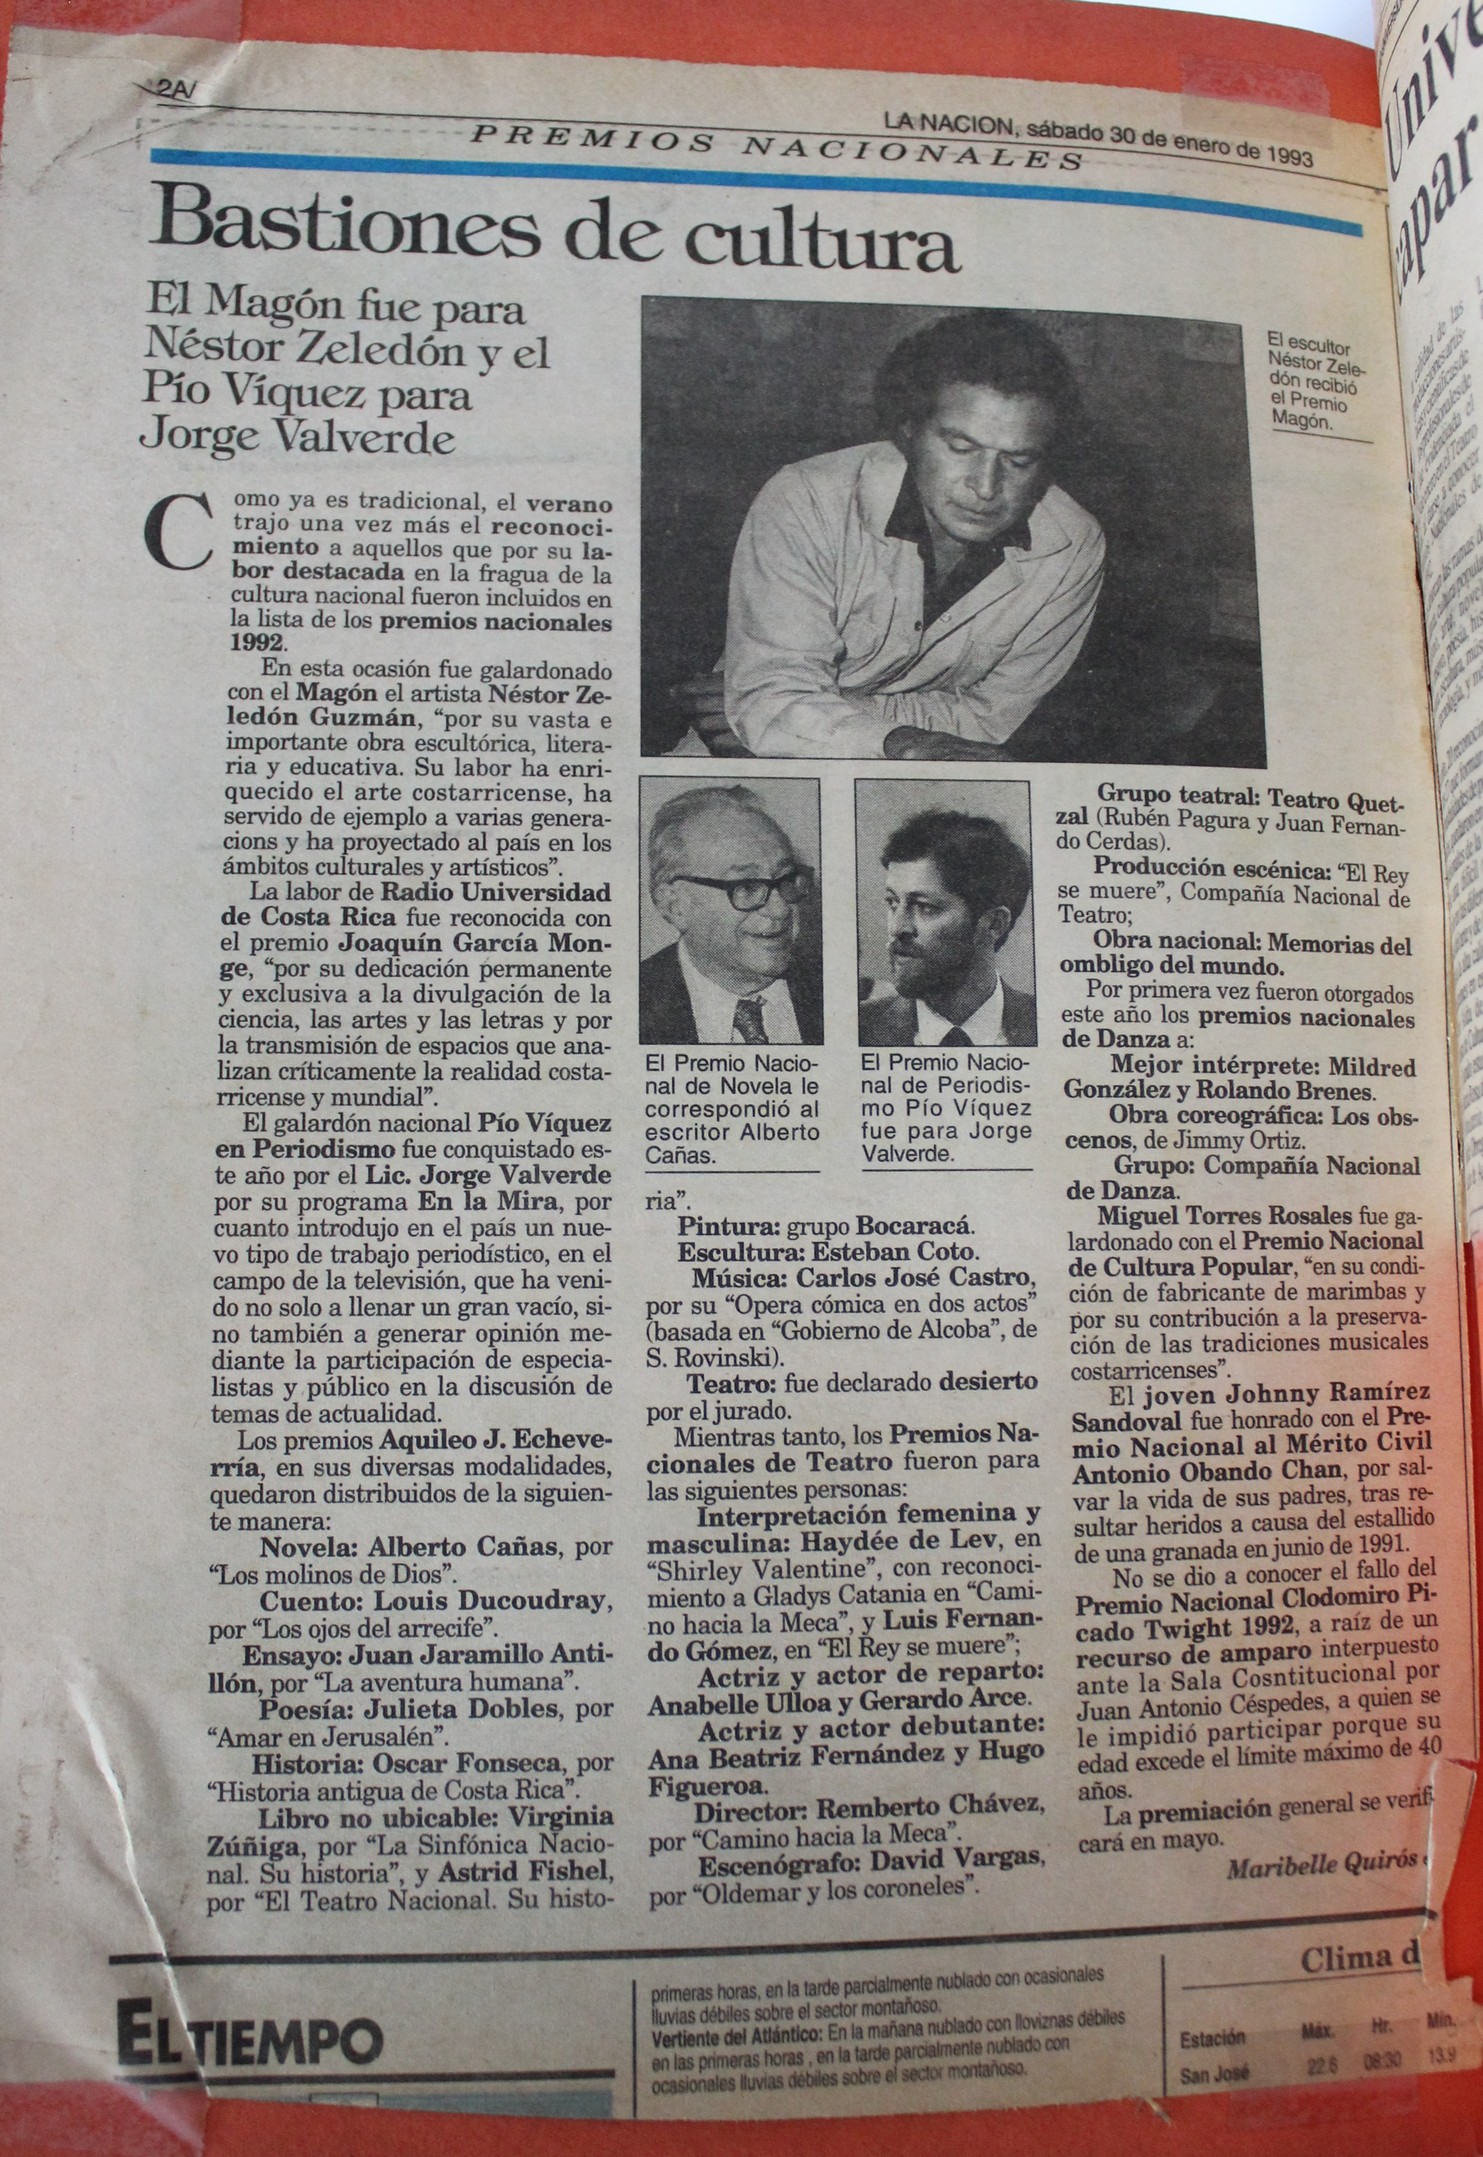 2A/
LA NACION, sábado 30 de enero de 1993
PREMIOS NACIONALES
Bastiones de cultura
El Magón fue para
Néstor Zeledón y el
Pío Víquez para
Jorge Valverde
El escultor
Néstor Zele-
dón recibió
el Premio
Magón.
Como ya es tradicional, el verano
trajo una vez más el reconoci-
miento a aquellos que por su la-
bor destacada en la fragua de la
cultura nacional fueron incluidos en
la lista de los premios nacionales
1992.
En esta ocasión fue galardonado
con el Magón el artista Néstor Ze-
ledón Guzmán, “por su vasta e
importante obra escultórica, litera-
ria y educativa. Su labor ha enri-
quecido el arte costarricense, ha
servido de ejemplo a varias genera-
cions y ha proyectado al país en los
ámbitos culturales y artísticos”.
La labor de Radio Universidad
de Costa Rica fue reconocida con
el premio Joaquín García Mon-
ge, “por su dedicación permanente
y exclusiva a la divulgación de la
ciencia, las artes y las letras y por
la transmisión de espacios que ana-
lizan críticamente la realidad costa-
rricense y mundial”.
El galardón nacional Pío Víquez
en Periodismo fue conquistado es-
te año por el Lic. Jorge Valverde
por su programa En la Mira, por
cuanto introdujo en el país un nue-
vo tipo de trabajo periodístico, en el
campo de la televisión, que ha veni-
do no solo a llenar un gran vacío, si-
no también a generar opinión me-
diante la participación de especia-
listas y público en la discusión de
temas de actualidad.
Los premios Aquileo J. Echeve-
rría, en sus diversas modalidades,
quedaron distribuidos de la siguien-
te manera:
Novela: Alberto Cañas, por
“Los molinos de Dios”.
Cuento: Louis Ducoudray,
por “Los ojos del arrecife”.
Ensayo: Juan Jaramillo Anti-
llón, por “La aventura humana”.
Poesía: Julieta Dobles, por
“Amar en Jerusalén”.
Historia: Oscar Fonseca, por
“Historia antigua de Costa Rica”.
Libro no ubicable: Virginia
Zúñiga, por “La Sinfónica Nacio-
nal. Su historia”, y Astrid Fishel,
por “El Teatro Nacional. Su histo-
El Premio Nacio-
nal de Novela le
correspondió al
escritor Alberto
Cañas.
El Premio Nacio-
nal de Periodis-
mo Pío Víquez
fue para Jorge
Valverde.
ria”.
Pintura: grupo Bocaracá.
Escultura: Esteban Coto.
Música: Carlos José Castro,
por su “Opera cómica en dos actos”
(basada en “Gobierno de Alcoba”, de
S. Rovinski).
Teatro: fue declarado desierto
por el jurado.
Mientras tanto, los Premios Na-
cionales de Teatro fueron para
las siguientes personas:
Interpretación femenina y
masculina: Haydée de Lev, en
“Shirley Valentine”, con reconoci-
miento a Gladys Catania en “Cami-
no hacia la Meca”, y Luis Fernan-
do Gómez, en “El Rey se muere”;
Actriz y actor de reparto:
Anabelle Ulloa y Gerardo Arce.
Actriz y actor debutante:
Ana Beatriz Fernández y Hugo
Figueroa.
Director: Remberto Chávez,
por “Camino hacia la Meca”.
Escenógrafo: David Vargas,
por “Oldemar y los coroneles”.
Grupo teatral: Teatro Quet-
zal (Rubén Pagura y Juan Fernan-
do Cerdas).
Producción escénica: “El Rey
se muere”, Compañía Nacional de
Teatro;
Obra nacional: Memorias del
ombligo del mundo.
Por primera vez fueron otorgados
este año los premios nacionales
de Danza a:
Mejor intérprete: Mildred
González y Rolando Brenes.
Obra coreográfica: Los obs-
cenos, de Jimmy Ortiz.
Grupo: Compañía Nacional
de Danza.
Miguel Torres Rosales fue ga-
lardonado con el Premio Nacional
de Cultura Popular, “en su condi-
ción de fabricante de marimbas y
por su contribución a la preserva-
ción de las tradiciones musicales
costarricenses”.
El joven Johnny Ramírez
Sandoval fue honrado con el Pre-
mio Nacional al Mérito Civil
Antonio Obando Chan, por sal-
var la vida de sus padres, tras re-
sultar heridos a causa del estallido
de una granada en junio de 1991.
No se dio a conocer el fallo del
Premio Nacional Clodomiro Pi-
cado Twight 1992, a raíz de un
recurso de amparo interpuesto
ante la Sala Cosntitucional por
Juan Antonio Céspedes, a quien se
le impidió participar porque su
edad excede el límite máximo de 40
años.
La premiación general se verifi
cará en mayo.
Maribelle Quirós
EL TIEMPO
primeras horas, en la tarde parcialmente nublado con ocasionales
lluvias débiles sobre el sector montañoso.
Vertiente del Atlántico: En la mañana nublado con lloviznas débiles
en las primeras horas , en la tarde parcialmente nublado con
ocasionales lluvias débiles sobre el sector montañoso.
Clima d
Estación Máx. Hr. Mín.
San José 22.6 08:30 13.9
Unive
apar